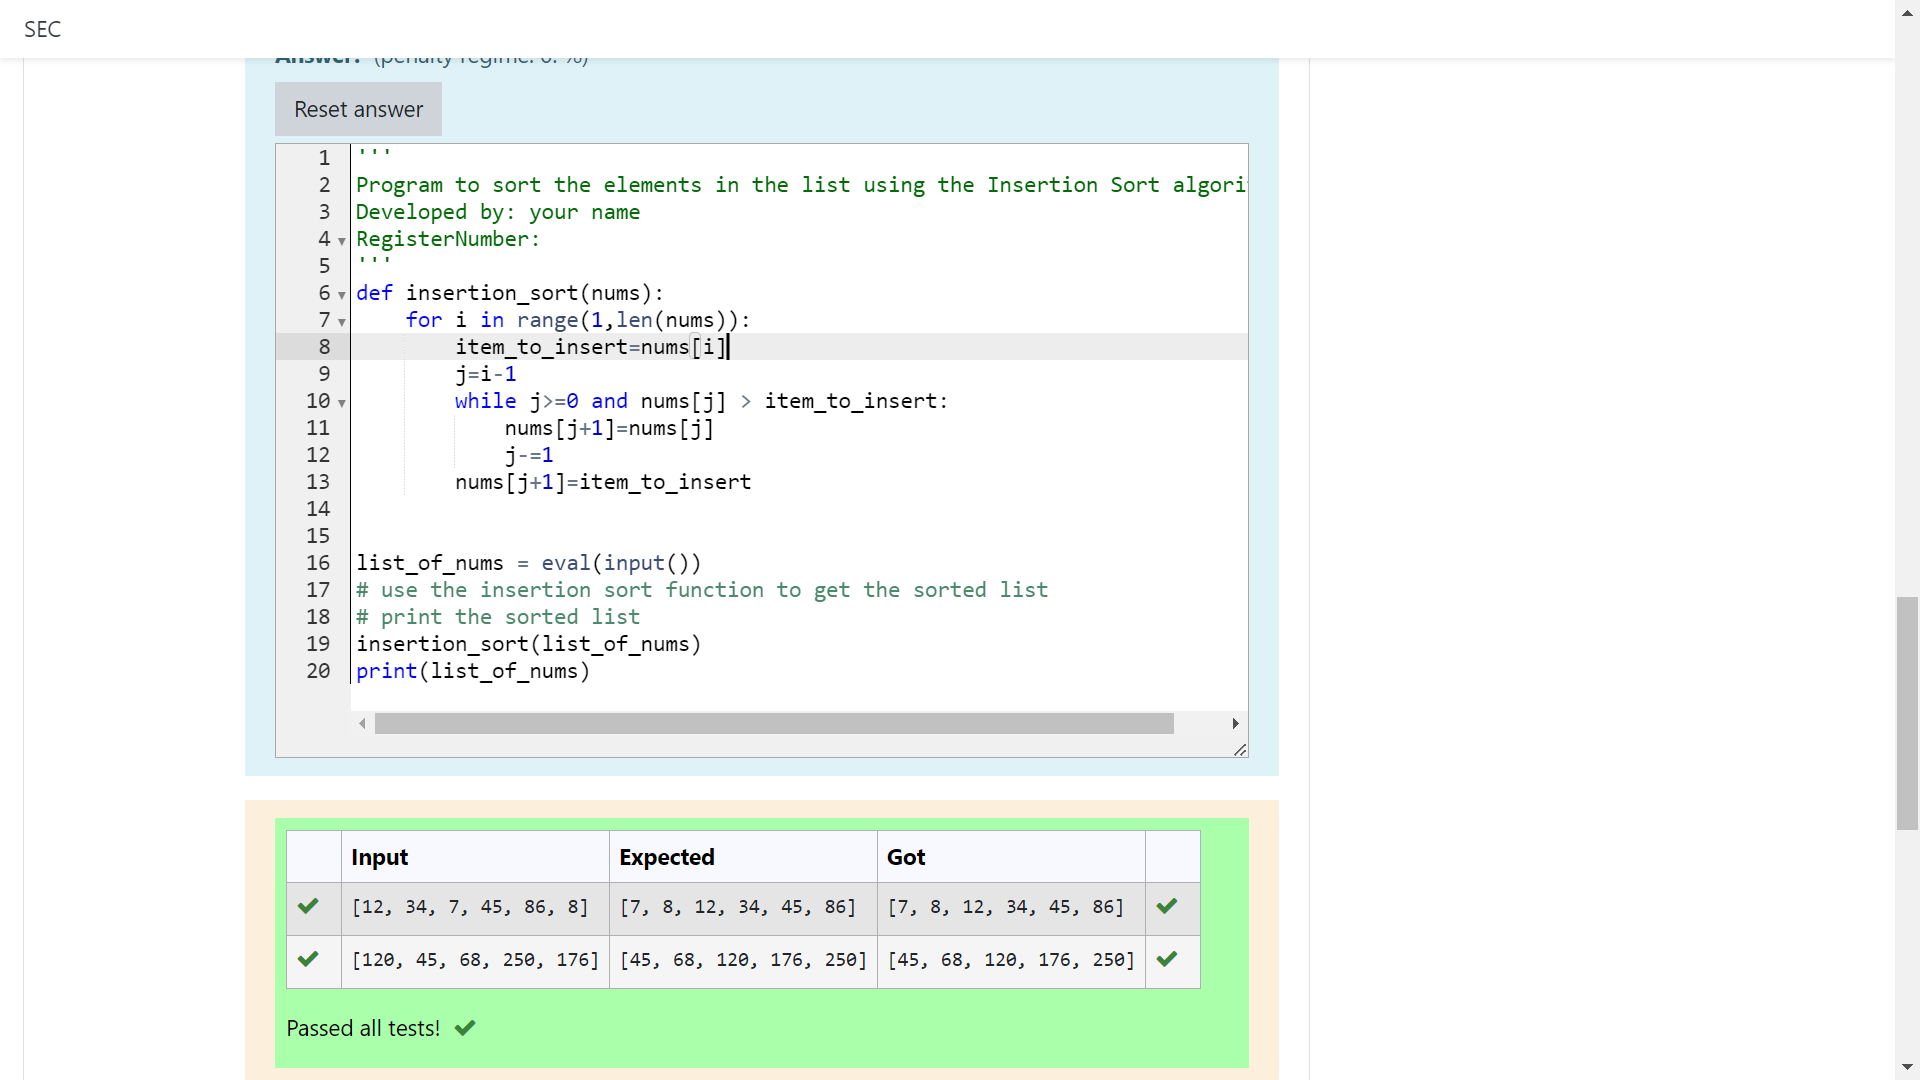 SEC
Answer: (penalty regime: 0. %)
Reset answer
1 '''
2 Program to sort the elements in the list using the Insertion Sort algori
3 Developed by: your name
4 RegisterNumber:
5 '''
6 def insertion_sort(nums):
7     for i in range(1,len(nums)):
8         item_to_insert=nums[i]
9         j=i-1
10         while j>=0 and nums[j] > item_to_insert:
11             nums[j+1]=nums[j]
12             j-=1
13         nums[j+1]=item_to_insert
14
15
16 list_of_nums = eval(input())
17 # use the insertion sort function to get the sorted list
18 # print the sorted list
19 insertion_sort(list_of_nums)
20 print(list_of_nums)
Input Expected Got
[12, 34, 7, 45, 86, 8] [7, 8, 12, 34, 45, 86] [7, 8, 12, 34, 45, 86]
[120, 45, 68, 250, 176] [45, 68, 120, 176, 250] [45, 68, 120, 176, 250]
Passed all tests!